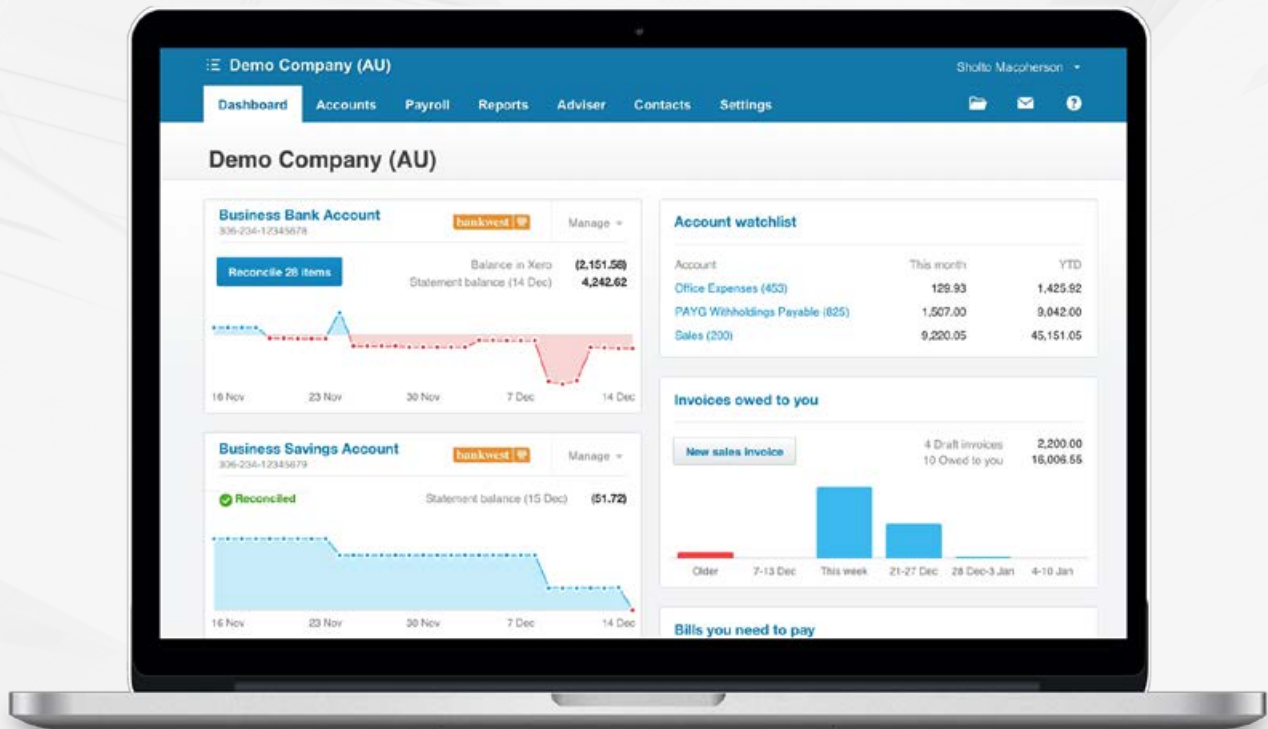 Demo Company (AU)
Sholto Macpherson
Dashboard Accounts Payroll Reports Adviser Contacts Settings
Demo Company (AU)
Business Bank Account
306-234-12345678
bankwest
Manage
Reconcile 28 items
Balance in Xero (2,151.58)
Statement balance (14 Dec) 4,242.62
16 Nov 23 Nov 30 Nov 7 Dec 14 Dec
Business Savings Account
306-234-12345679
bankwest
Manage
Reconciled
Statement balance (15 Dec) (51.72)
16 Nov 23 Nov 30 Nov 7 Dec 14 Dec
Account watchlist
Account This month YTD
Office Expenses (453) 129.93 1,425.92
PAYG Withholdings Payable (825) 1,507.00 9,042.00
Sales (200) 9,220.05 45,151.05
Invoices owed to you
New sales invoice
4 Draft invoices 2,200.00
10 Owed to you 16,006.55
Older 7-13 Dec This week 21-27 Dec 28 Dec-3 Jan 4-10 Jan
Bills you need to pay